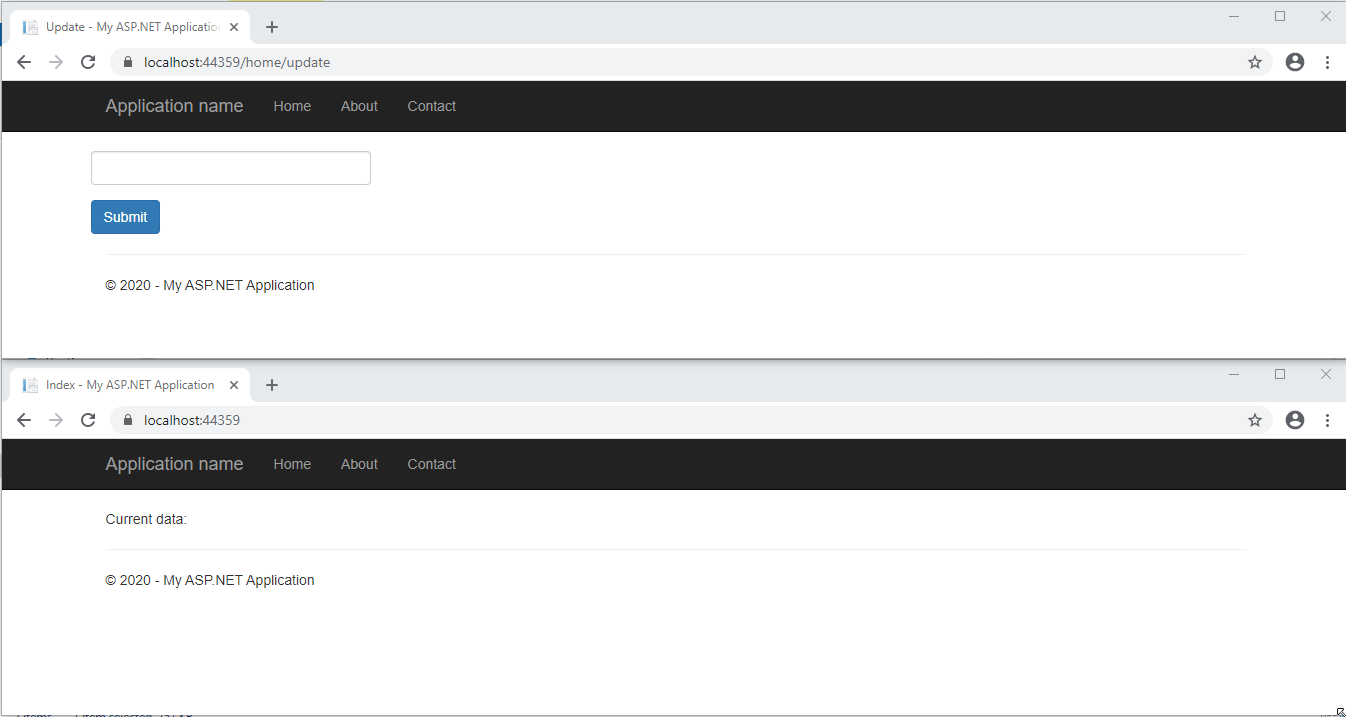 Update - My ASP.NET Application
localhost:44359/home/update
Application name Home About Contact
Submit
© 2020 - My ASP.NET Application
Index - My ASP.NET Application
localhost:44359
Application name Home About Contact
Current data:
© 2020 - My ASP.NET Application